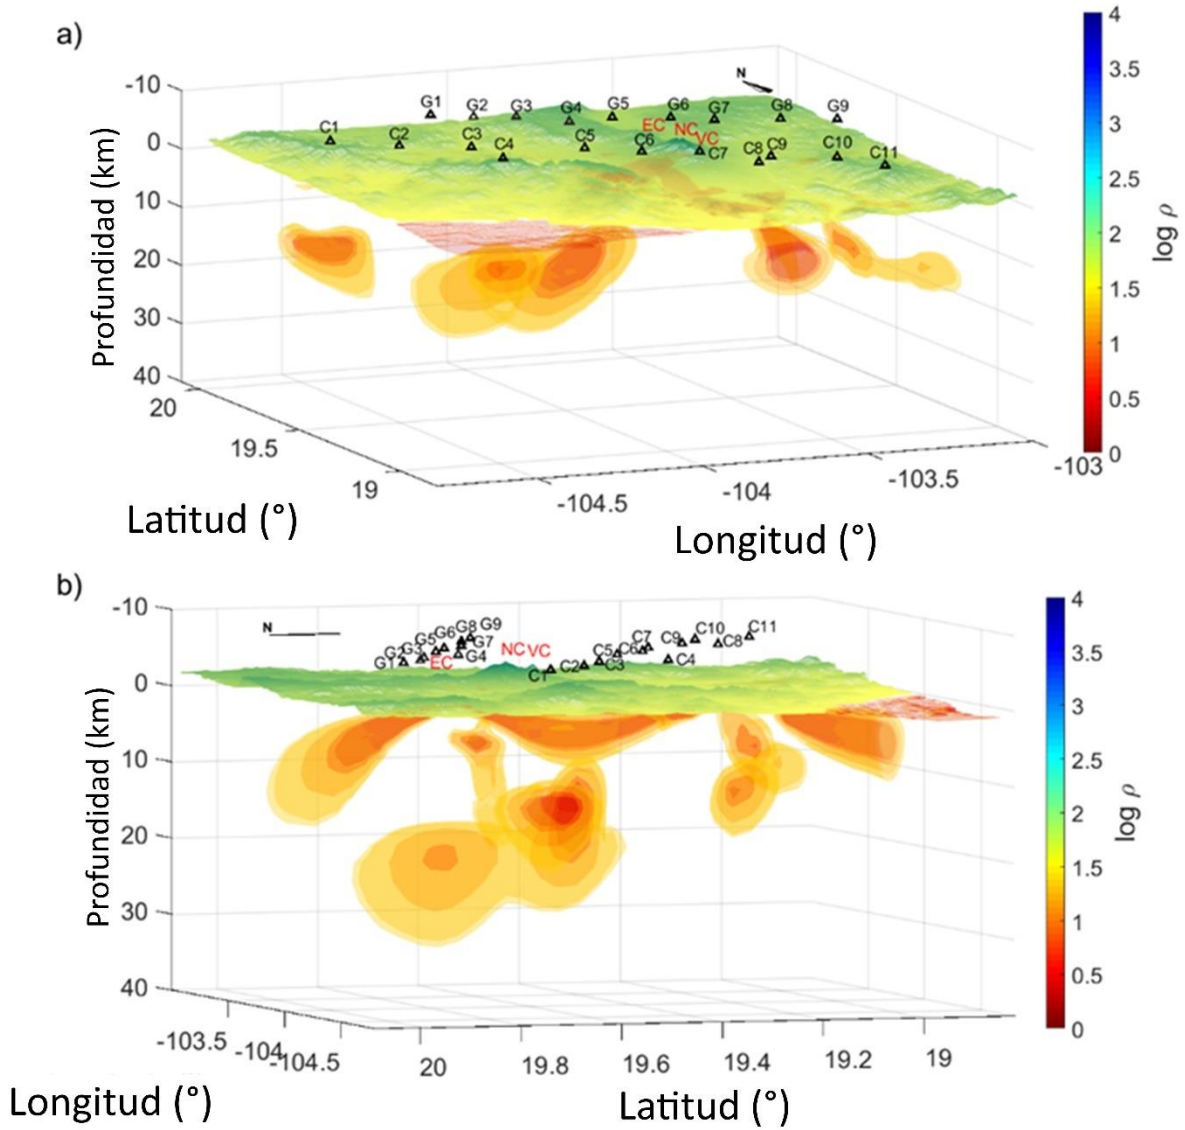 a)
-10
0
10
20
30
40
Profundidad (km)
20
19.5
19
Latitud (°)
-104.5
-104
-103.5
-103
Longitud (°)
N
G1 G2 G3 G4 G5 G6 G7 G8 G9
EC NC VC
C1 C2 C3 C4 C5 C6 C7 C8 C9 C10 C11
4
3.5
3
2.5
2
1.5
1
0.5
0
log ρ
b)
-10
0
10
20
30
40
Profundidad (km)
N
G1 G2 G3 G5 G6 G8 G9 G7 G4
EC NC VC
C1 C2 C3 C5 C6 C7 C4 C9 C10 C8 C11
-103.5
-104
-104.5
Longitud (°)
20
19.8
19.6
19.4
19.2
19
Latitud (°)
4
3.5
3
2.5
2
1.5
1
0.5
0
log ρ